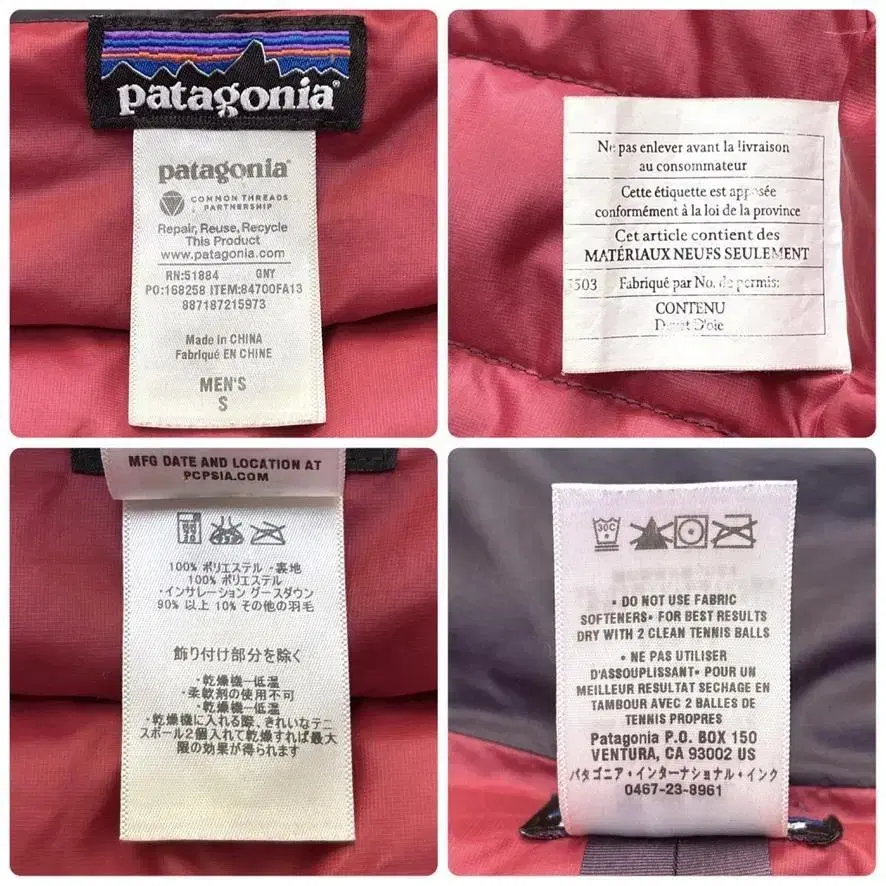 patagonia
patagonia®
COMMON THREADS
PARTNERSHIP
Repair, Reuse, Recycle
This Product
www.patagonia.com
RN:51884 GNY
PO:168258 ITEM:84700FA13
887187215973
Made in CHINA
Fabriqué EN CHINE
MEN'S
S
Ne pas enlever avant la livraison
au consommateur
Cette étiquette est apposée
conformément à la loi de la province
Cet article contient des
MATÉRIAUX NEUFS SEULEMENT
Fabriqué par No. de permis:
CONTENU
Duvet D'oie
MFG DATE AND LOCATION AT
PCPSIA.COM
100% ポリエステル・裏地
100% ポリエステル
・インサレーション グースダウン
90% 以上 10% その他の羽毛
飾り付け部分を除く
・乾燥機一低温
・柔軟剤の使用不可
・乾燥機一低温
・乾燥機に入れる際、きれいなテニ
スボール2個入れて乾燥すれば最大
限の効果が得られます
30C
• DO NOT USE FABRIC
SOFTENERS• FOR BEST RESULTS
DRY WITH 2 CLEAN TENNIS BALLS
• NE PAS UTILISER
D'ASSOUPLISSANT• POUR UN
MEILLEUR RESULTAT SECHAGE EN
TAMBOUR AVEC 2 BALLES DE
TENNIS PROPRES
Patagonia P.O. BOX 150
VENTURA, CA 93002 US
パタゴニア・インターナショナル・インク
0467-23-8961